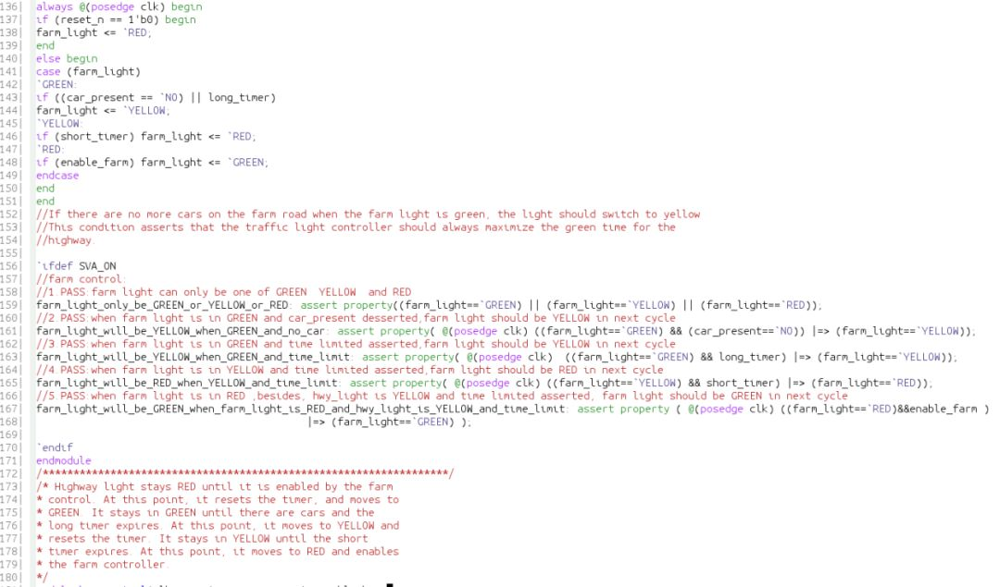 136| always @(posedge clk) begin
137| if (reset_n == 1'b0) begin
138| farm_light <= `RED;
139| end
140| else begin
141| case (farm_light)
142| `GREEN:
143| if ((car_present == `NO) || long_timer)
144| farm_light <= `YELLOW;
145| `YELLOW:
146| if (short_timer) farm_light <= `RED;
147| `RED:
148| if (enable_farm) farm_light <= `GREEN;
149| endcase
150| end
151| end
152| //If there are no more cars on the farm road when the farm light is green, the light should switch to yellow
153| //This condition asserts that the traffic light controller should always maximize the green time for the
154| //highway.
155|
156| `ifdef SVA_ON
157| //farm control:
158| //1.PASS:farm light can only be one of GREEN YELLOW and RED
159| farm_light_only_be_GREEN_or_YELLOW_or_RED: assert property((farm_light==`GREEN) || (farm_light==`YELLOW) || (farm_light==`RED));
160| //2.PASS:when farm light is in GREEN and car_present desserted,farm light should be YELLOW in next cycle
161| farm_light_will_be_YELLOW_when_GREEN_and_no_car: assert property( @(posedge clk) ((farm_light==`GREEN) && (car_present==`NO)) |=> (farm_light==`YELLOW));
162| //3.PASS:when farm light is in GREEN and time limited asserted,farm light should be YELLOW in next cycle
163| farm_light_will_be_YELLOW_when_GREEN_and_time_limit: assert property( @(posedge clk) ((farm_light==`GREEN) && long_timer) |=> (farm_light==`YELLOW));
164| //4.PASS:when farm light is in YELLOW and time limited asserted,farm light should be RED in next cycle
165| farm_light_will_be_RED_when_YELLOW_and_time_limit: assert property( @(posedge clk) ((farm_light==`YELLOW) && short_timer) |=> (farm_light==`RED));
166| //5.PASS:when farm light is in RED ,besides, hwy_light is YELLOW and time limited asserted, farm light should be GREEN in next cycle
167| farm_light_will_be_GREEN_when_farm_light_is_RED_and_hwy_light_is_YELLOW_and_time_limit: assert property ( @(posedge clk) ((farm_light==`RED)&&enable_farm )
168| |=> (farm_light==`GREEN) );
169|
170| `endif
171| endmodule
172| /******************************************************************/
173| /* Highway light stays RED until it is enabled by the farm
174| * control. At this point, it resets the timer, and moves to
175| * GREEN. It stays in GREEN until there are cars and the
176| * long timer expires. At this point, it moves to YELLOW and
177| * resets the timer. It stays in YELLOW until the short
178| * timer expires. At this point, it moves to RED and enables
179| * the farm controller.
180| */